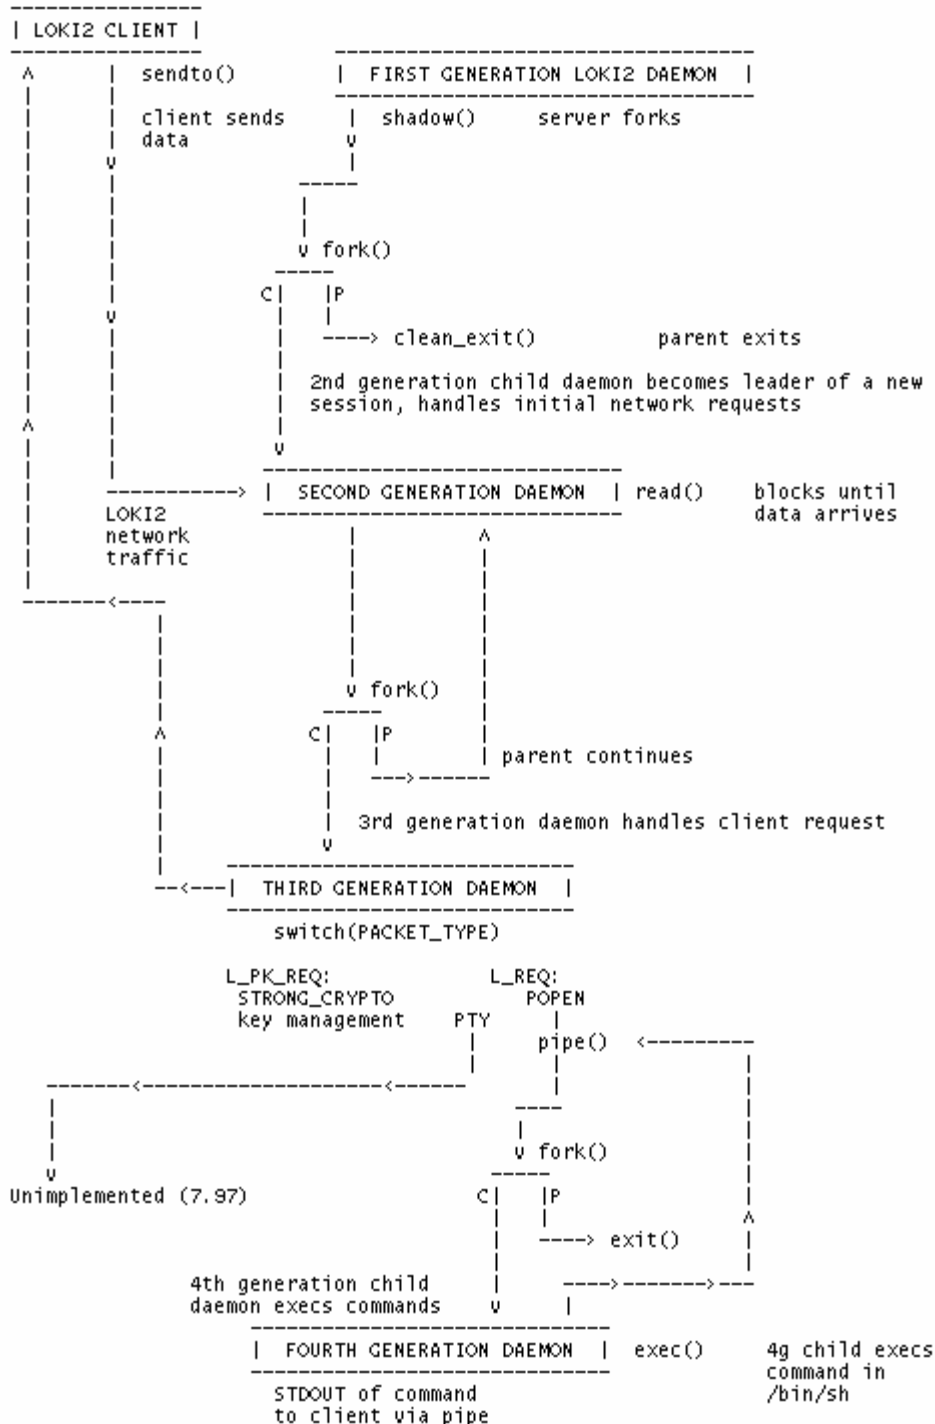 | LOKI2 CLIENT |
sendto() | FIRST GENERATION LOKI2 DAEMON |
client sends data
shadow() server forks
fork()
C P
clean_exit() parent exits
2nd generation child daemon becomes leader of a new
session, handles initial network requests
| SECOND GENERATION DAEMON | read() blocks until
data arrives
LOKI2
network
traffic
fork()
C P
parent continues
3rd generation daemon handles client request
| THIRD GENERATION DAEMON |
switch(PACKET_TYPE)
L_PK_REQ: L_REQ:
STRONG_CRYPTO POPEN
key management PTY
pipe()
fork()
Unimplemented (7.97) C P
exit()
4th generation child
daemon execs commands
| FOURTH GENERATION DAEMON | exec() 4g child execs
command in
/bin/sh
STDOUT of command
to client via pipe